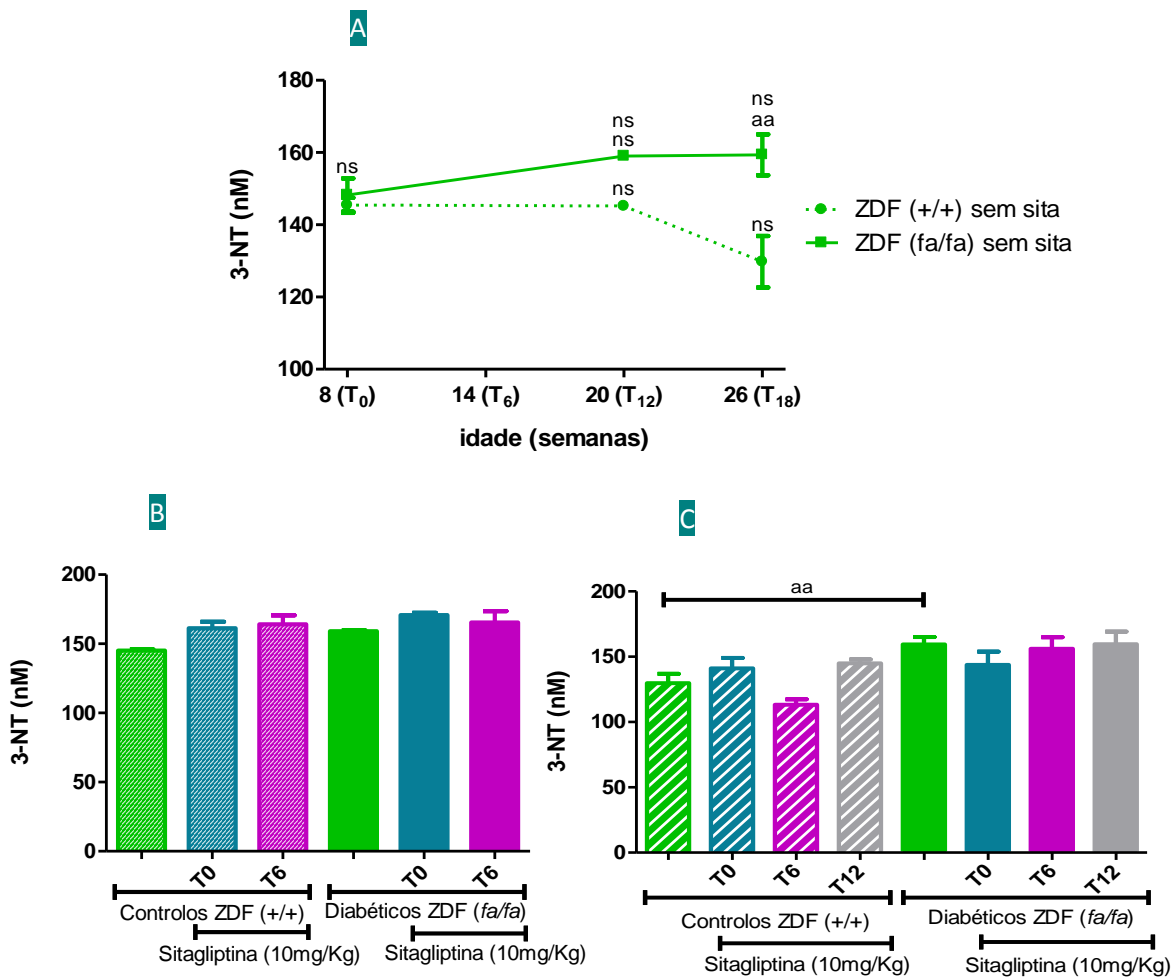 A
180
160
140
120
100
3-NT (nM)
ns
ns
ns
ns
ns
aa
ns
8 (T0)
14 (T6)
20 (T12)
26 (T18)
idade (semanas)
ZDF (+/+) sem sita
ZDF (fa/fa) sem sita
B
200
150
100
50
0
3-NT (nM)
T0
T6
T0
T6
Controlos ZDF (+/+)
Diabéticos ZDF (fa/fa)
Sitagliptina (10mg/Kg)
Sitagliptina (10mg/Kg)
C
200
150
100
50
0
3-NT (nM)
aa
T0
T6
T12
T0
T6
T12
Controlos ZDF (+/+)
Diabéticos ZDF (fa/fa)
Sitagliptina (10mg/Kg)
Sitagliptina (10mg/Kg)